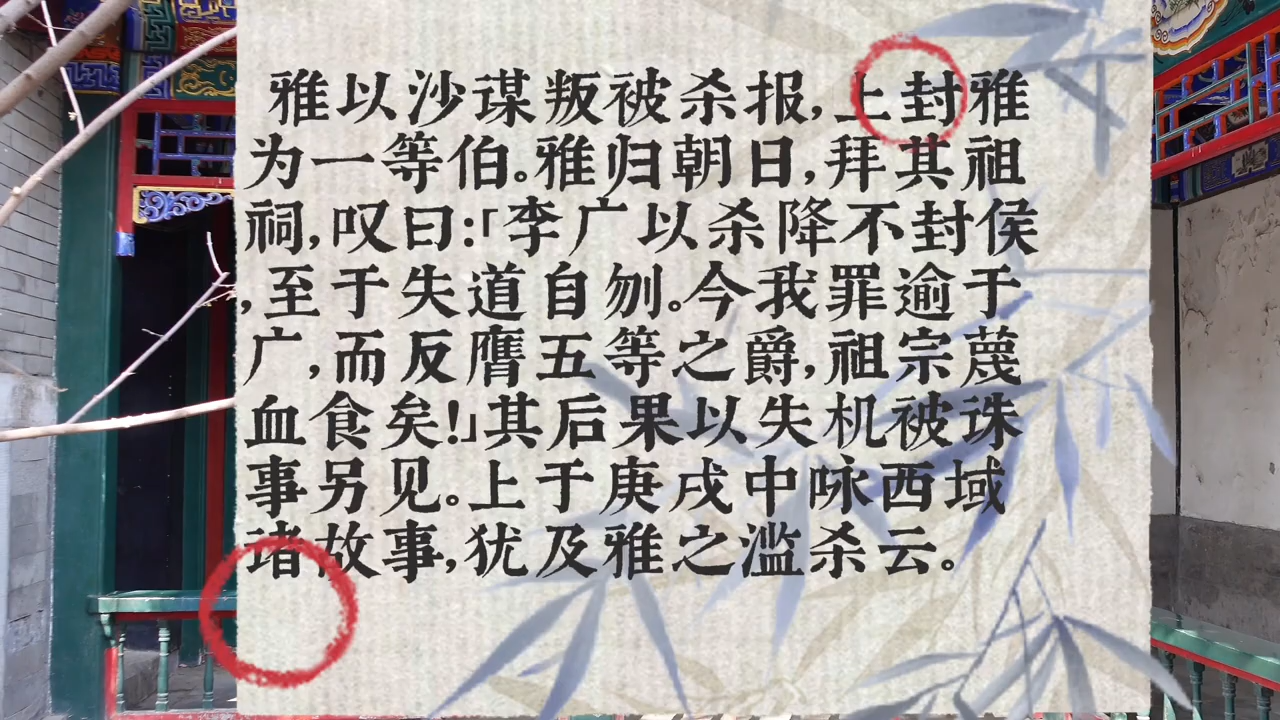 雅以沙谋叛被杀报,上封雅
为一等伯。雅归朝日,拜其祖
祠,叹曰:「李广以杀降不封侯
,至于失道自刎。今我罪逾于
广,而反膺五等之爵,祖宗蔑
血食矣!」其后果以失机被诛
事另见。上于庚戌中咏西域
诸故事,犹及雅之滥杀云。